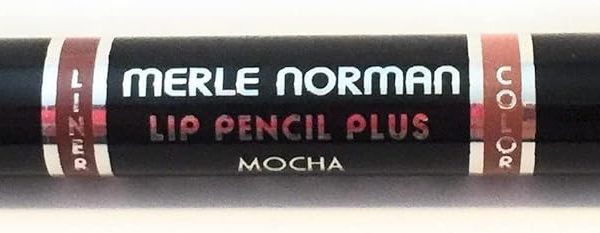 LINER
MERLE NORMAN
LIP PENCIL PLUS
MOCHA
COLOR